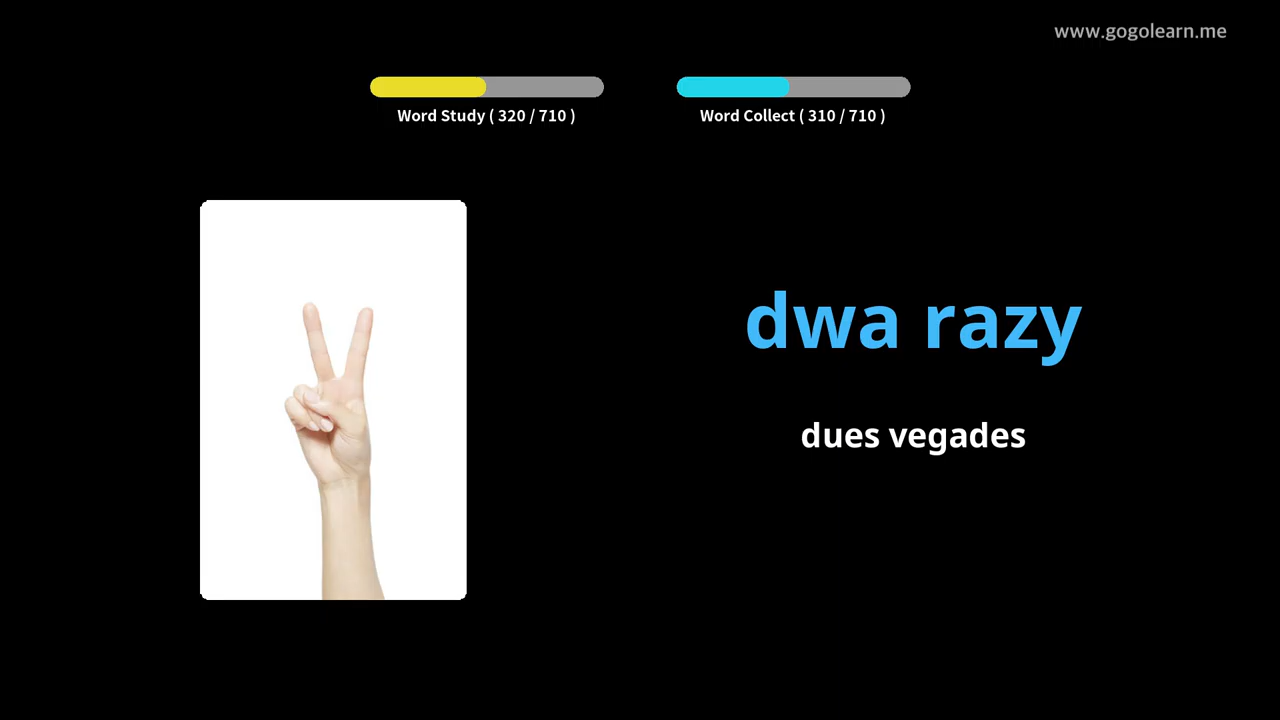 www.gogolearn.me
Word Study ( 320 / 710 )
Word Collect ( 310 / 710 )
dwa razy
dues vegades